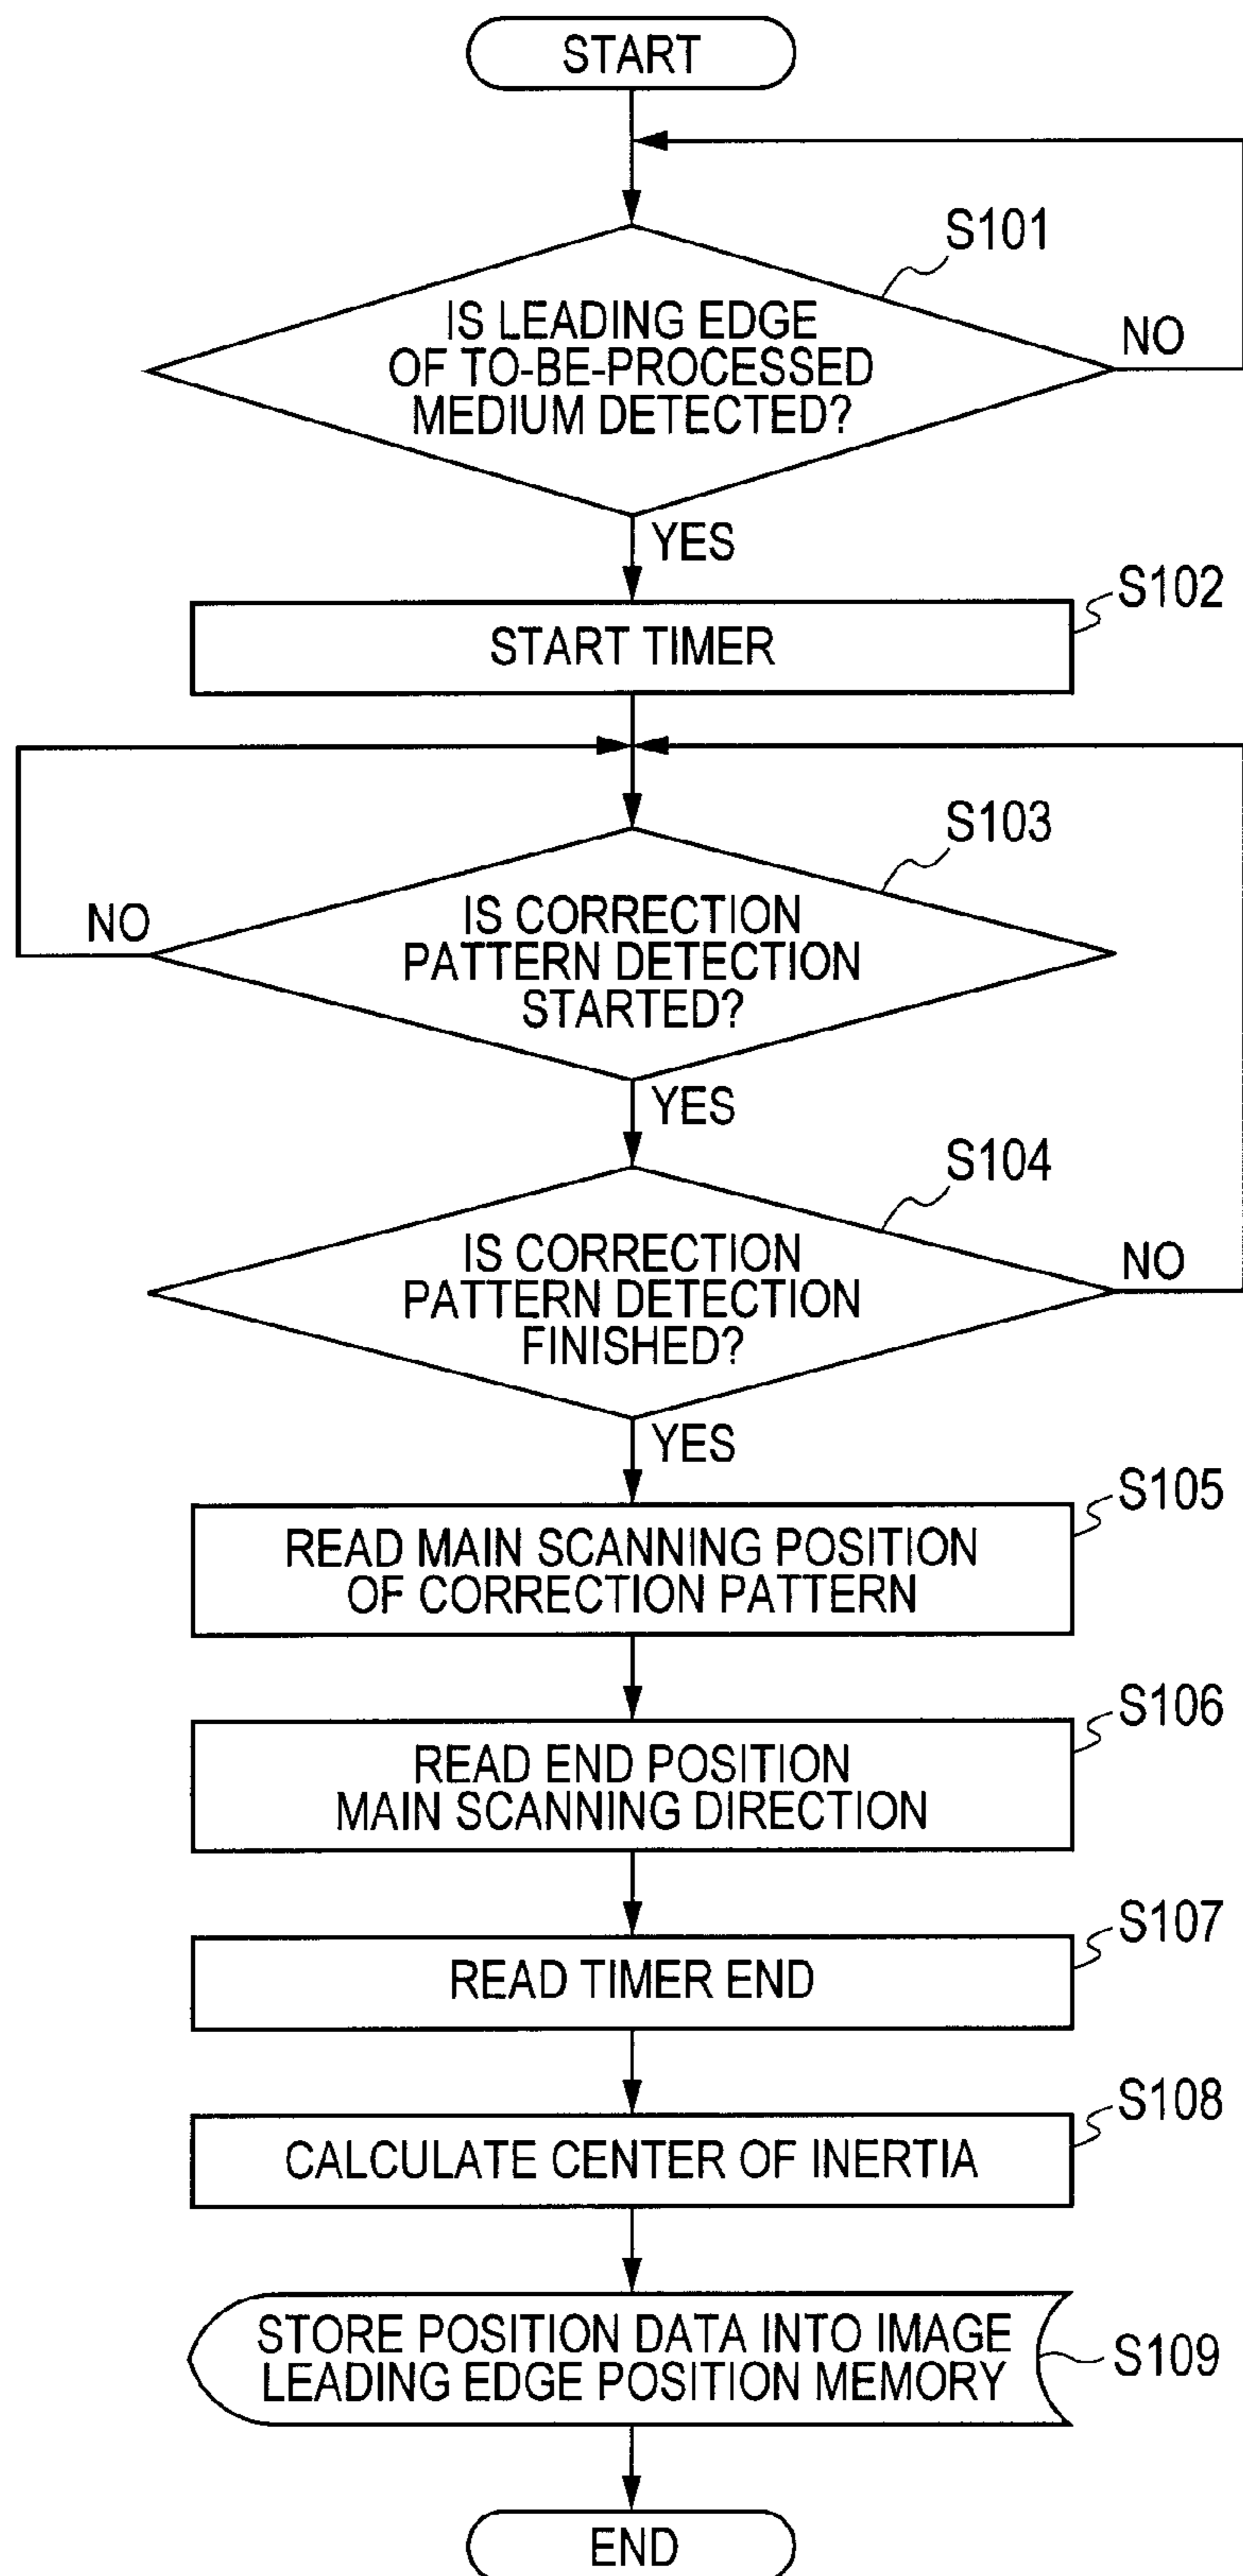 START
S101
IS LEADING EDGE
OF TO-BE-PROCESSED
MEDIUM DETECTED?
NO
YES
S102
START TIMER
S103
IS CORRECTION
PATTERN DETECTION
STARTED?
NO
YES
S104
IS CORRECTION
PATTERN DETECTION
FINISHED?
NO
YES
S105
READ MAIN SCANNING POSITION
OF CORRECTION PATTERN
S106
READ END POSITION
MAIN SCANNING DIRECTION
S107
READ TIMER END
S108
CALCULATE CENTER OF INERTIA
STORE POSITION DATA INTO IMAGE
LEADING EDGE POSITION MEMORY
S109
END